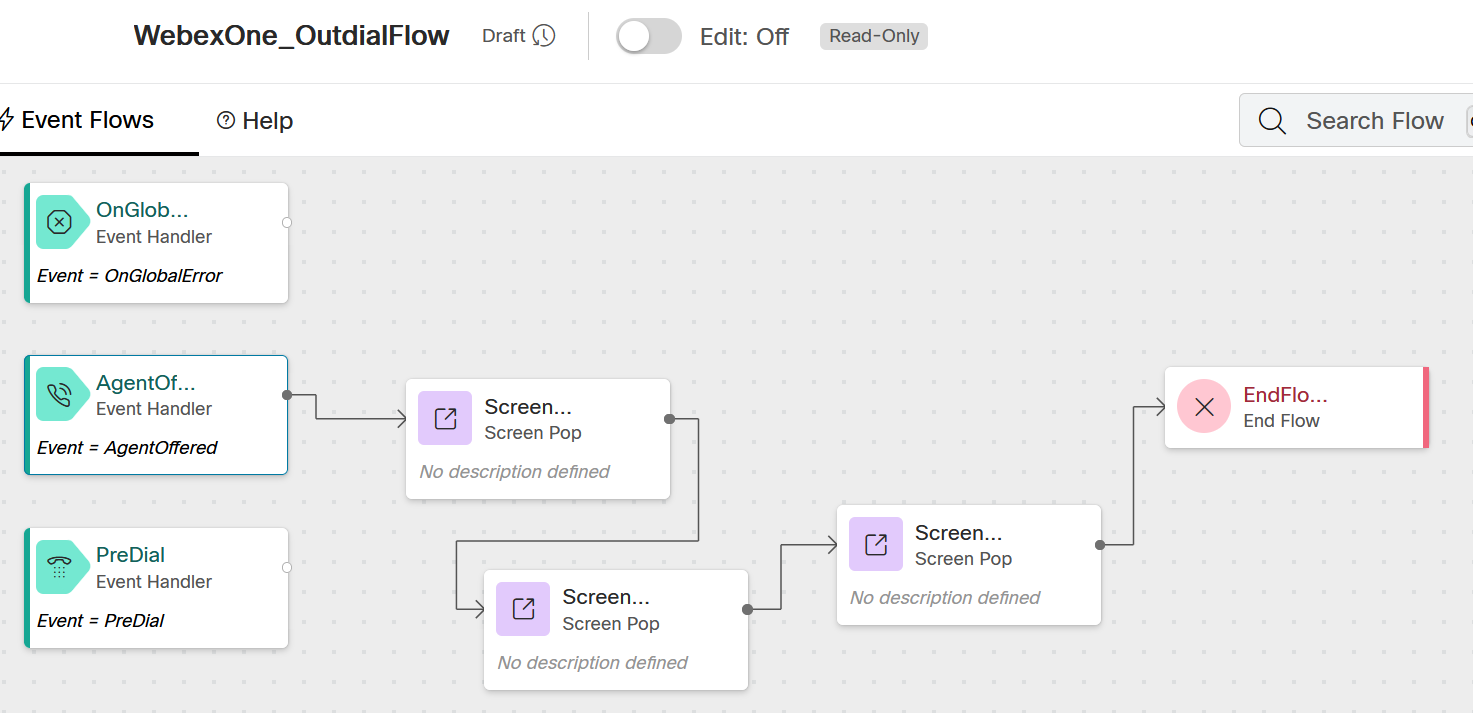 WebexOne_OutdialFlow Draft Edit: Off Read-Only
Event Flows Help Search Flow
OnGlob...
Event Handler
Event = OnGlobalError
AgentOf...
Event Handler
Event = AgentOffered
Screen...
Screen Pop
No description defined
EndFlo...
End Flow
PreDial
Event Handler
Event = PreDial
Screen...
Screen Pop
No description defined
Screen...
Screen Pop
No description defined